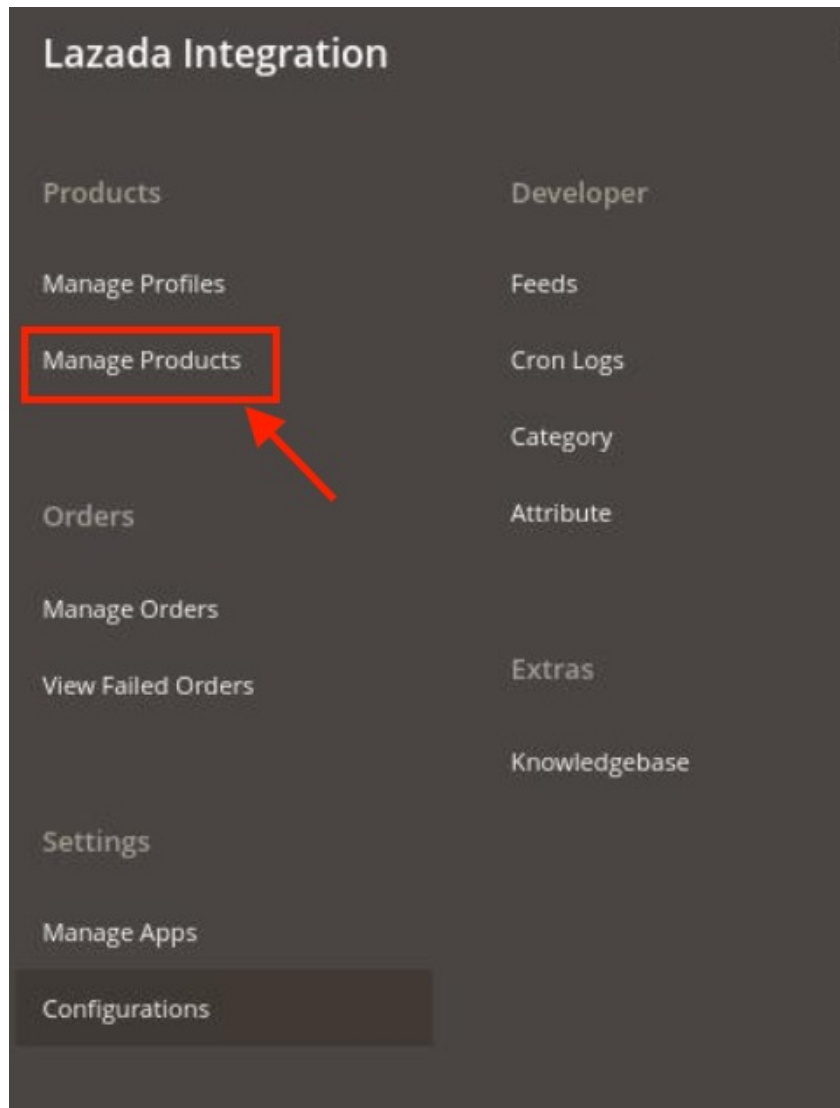 Lazada Integration
Products
Manage Profiles
Manage Products
Orders
Manage Orders
View Failed Orders
Settings
Manage Apps
Configurations
Developer
Feeds
Cron Logs
Category
Attribute
Extras
Knowledgebase